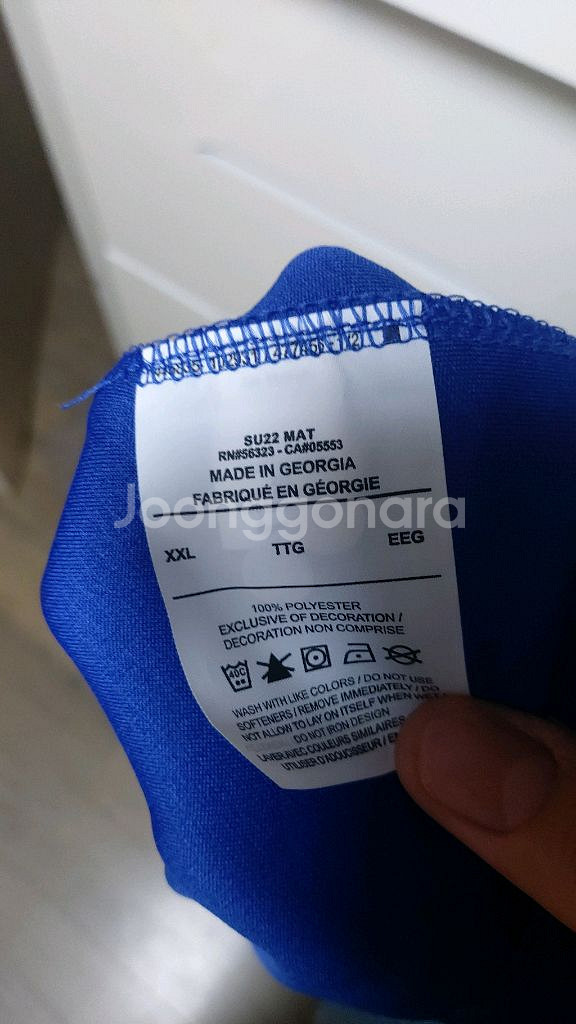 SU22 MAT
RN#56323 - CA#05553
MADE IN GEORGIA
FABRIQUÉ EN GÉORGIE
Joonggonara
XXL TTG EEG
100% POLYESTER
EXCLUSIVE OF DECORATION /
DECORATION NON COMPRISE
40C
WASH WITH LIKE COLORS / DO NOT USE
SOFTENERS / REMOVE IMMEDIATELY / DO
NOT ALLOW TO LAY ON ITSELF WHEN WET
DO NOT IRON DESIGN
LAVER AVEC COULEURS SIMILAIRES
UTILISER D'ADOUCISSEUR /